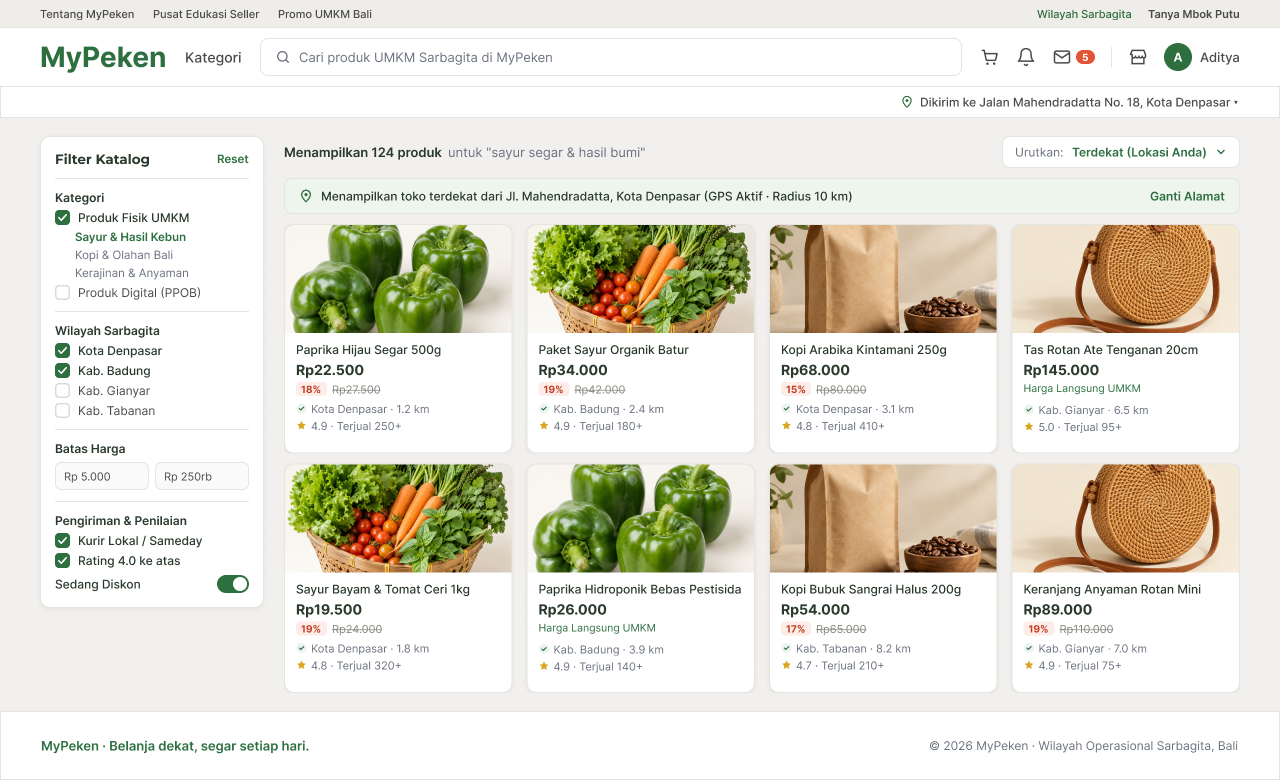 Tentang MyPeken Pusat Edukasi Seller Promo UMKM Bali Wilayah Sarbagita Tanya Mbok Putu
MyPeken Kategori Cari produk UMKM Sarbagita di MyPeken 5 A Aditya
Dikirim ke Jalan Mahendradatta No. 18, Kota Denpasar
Filter Katalog Reset
Kategori
Produk Fisik UMKM
Sayur & Hasil Kebun
Kopi & Olahan Bali
Kerajinan & Anyaman
Produk Digital (PPOB)
Wilayah Sarbagita
Kota Denpasar
Kab. Badung
Kab. Gianyar
Kab. Tabanan
Batas Harga
Rp 5.000 Rp 250rb
Pengiriman & Penilaian
Kurir Lokal / Sameday
Rating 4.0 ke atas
Sedang Diskon
Menampilkan 124 produk untuk "sayur segar & hasil bumi" Urutkan: Terdekat (Lokasi Anda)
Menampilkan toko terdekat dari Jl. Mahendradatta, Kota Denpasar (GPS Aktif · Radius 10 km) Ganti Alamat
Paprika Hijau Segar 500g
Rp22.500
18% Rp27.500
Kota Denpasar · 1.2 km
4.9 · Terjual 250+
Paket Sayur Organik Batur
Rp34.000
19% Rp42.000
Kab. Badung · 2.4 km
4.9 · Terjual 180+
Kopi Arabika Kintamani 250g
Rp68.000
15% Rp80.000
Kota Denpasar · 3.1 km
4.8 · Terjual 410+
Tas Rotan Ate Tenganan 20cm
Rp145.000
Harga Langsung UMKM
Kab. Gianyar · 6.5 km
5.0 · Terjual 95+
Sayur Bayam & Tomat Ceri 1kg
Rp19.500
19% Rp24.000
Kota Denpasar · 1.8 km
4.8 · Terjual 320+
Paprika Hidroponik Bebas Pestisida
Rp26.000
Harga Langsung UMKM
Kab. Badung · 3.9 km
4.9 · Terjual 140+
Kopi Bubuk Sangrai Halus 200g
Rp54.000
17% Rp65.000
Kab. Tabanan · 8.2 km
4.7 · Terjual 210+
Keranjang Anyaman Rotan Mini
Rp89.000
19% Rp110.000
Kab. Gianyar · 7.0 km
4.9 · Terjual 75+
MyPeken · Belanja dekat, segar setiap hari. © 2026 MyPeken · Wilayah Operasional Sarbagita, Bali